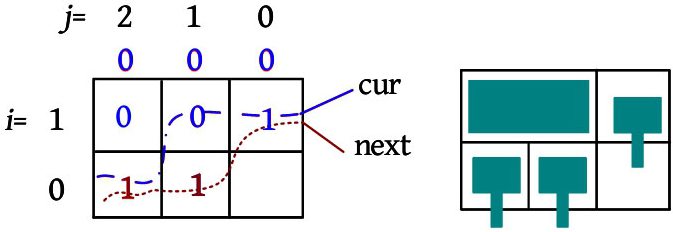 j= 2 1 0
0 0 0
cur
i= 1 0 0 1
next
0 1 1